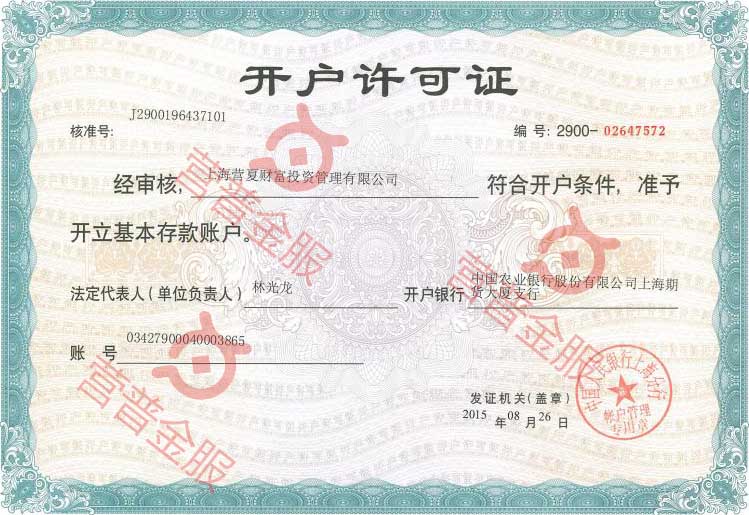 开户许可证
核准号: J2900196437101
编号: 2900-02647572
经审核, 上海营夏财富投资管理有限公司 符合开户条件, 准予
开立基本存款账户。
法定代表人(单位负责人) 林光龙 开户银行 中国农业银行股份有限公司上海期
货大厦支行
账号 03427900040003865
发证机关(盖章)
2015 年 08 月 26 日
中国人民银行上海分行
账户管理
专用章
营普金服
营普金服
营普金服